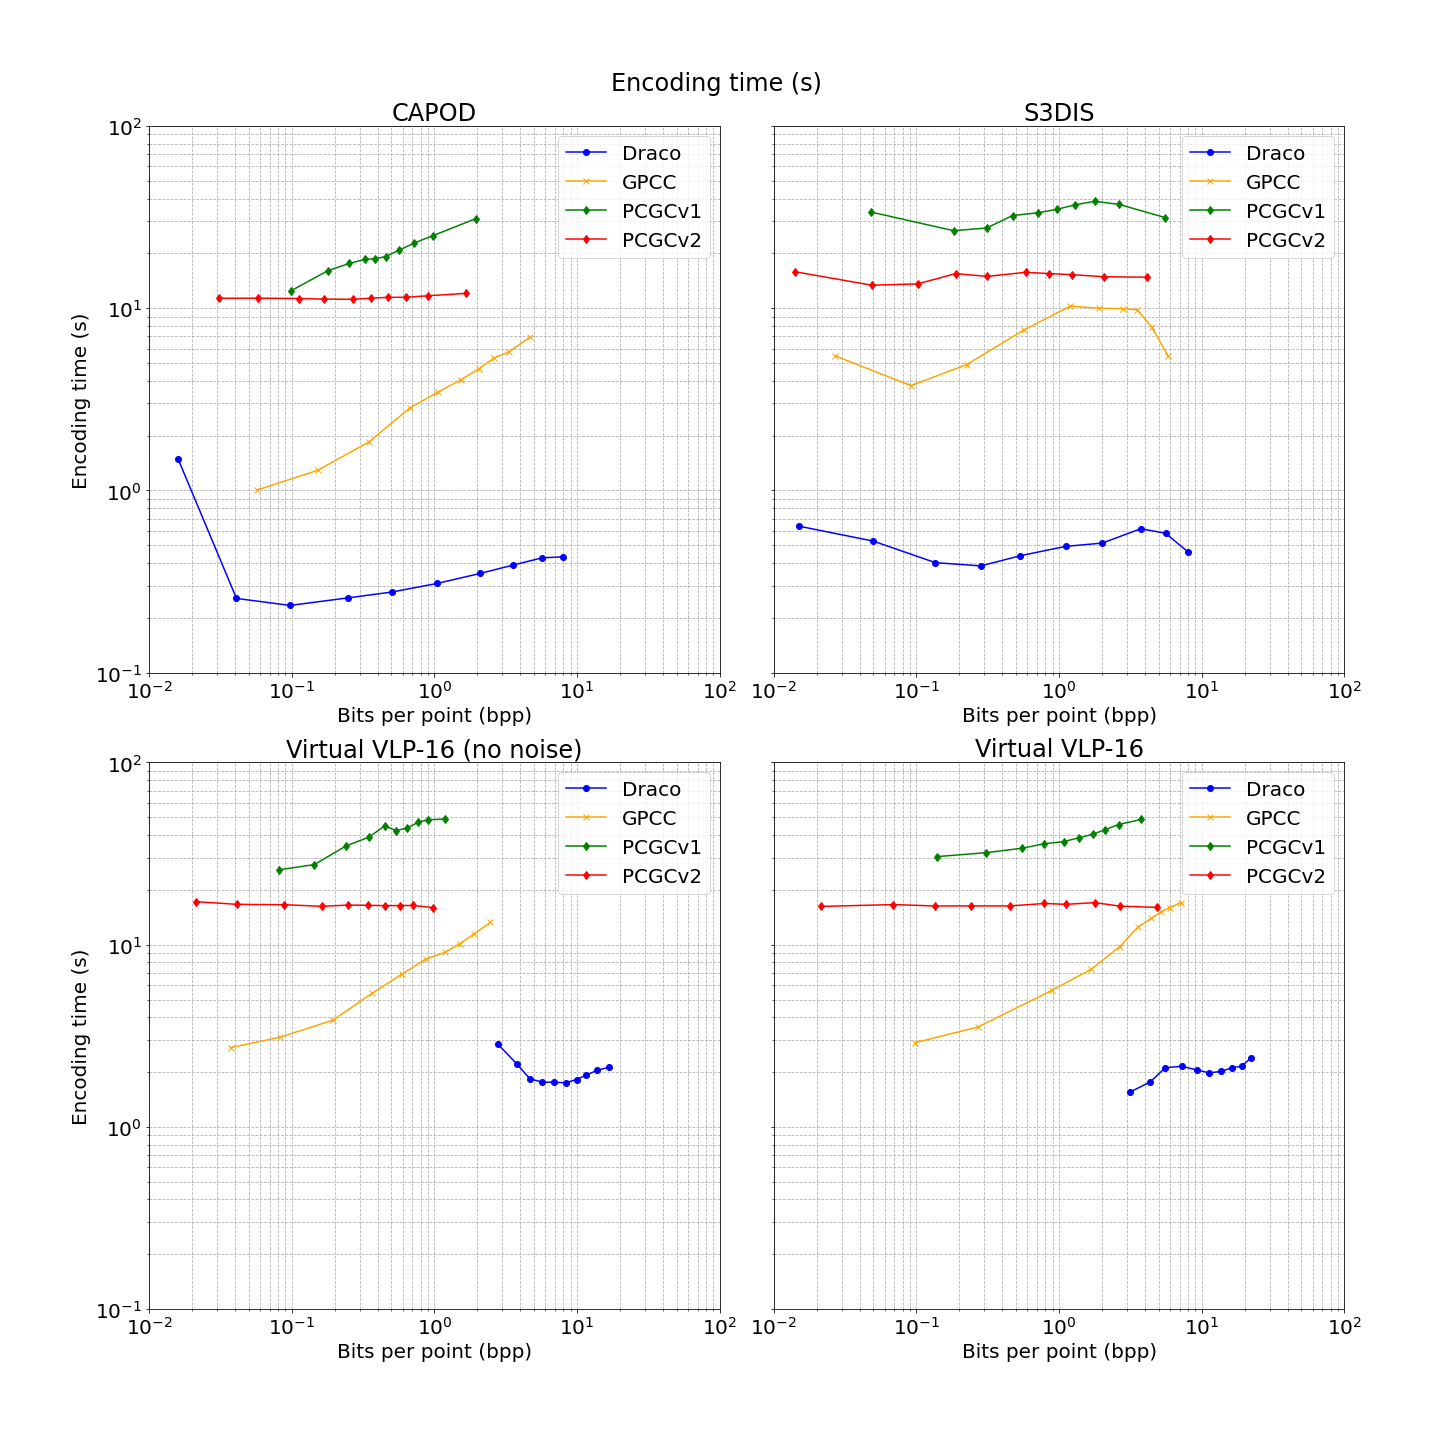 Encoding time (s)
CAPOD
10²
10¹
10⁰
10⁻¹
Encoding time (s)
Draco
GPCC
PCGCv1
PCGCv2
10⁻² 10⁻¹ 10⁰ 10¹ 10²
Bits per point (bpp)
S3DIS
Draco
GPCC
PCGCv1
PCGCv2
10⁻² 10⁻¹ 10⁰ 10¹ 10²
Bits per point (bpp)
Virtual VLP-16 (no noise)
10²
10¹
10⁰
10⁻¹
Encoding time (s)
Draco
GPCC
PCGCv1
PCGCv2
10⁻² 10⁻¹ 10⁰ 10¹ 10²
Bits per point (bpp)
Virtual VLP-16
Draco
GPCC
PCGCv1
PCGCv2
10⁻² 10⁻¹ 10⁰ 10¹ 10²
Bits per point (bpp)